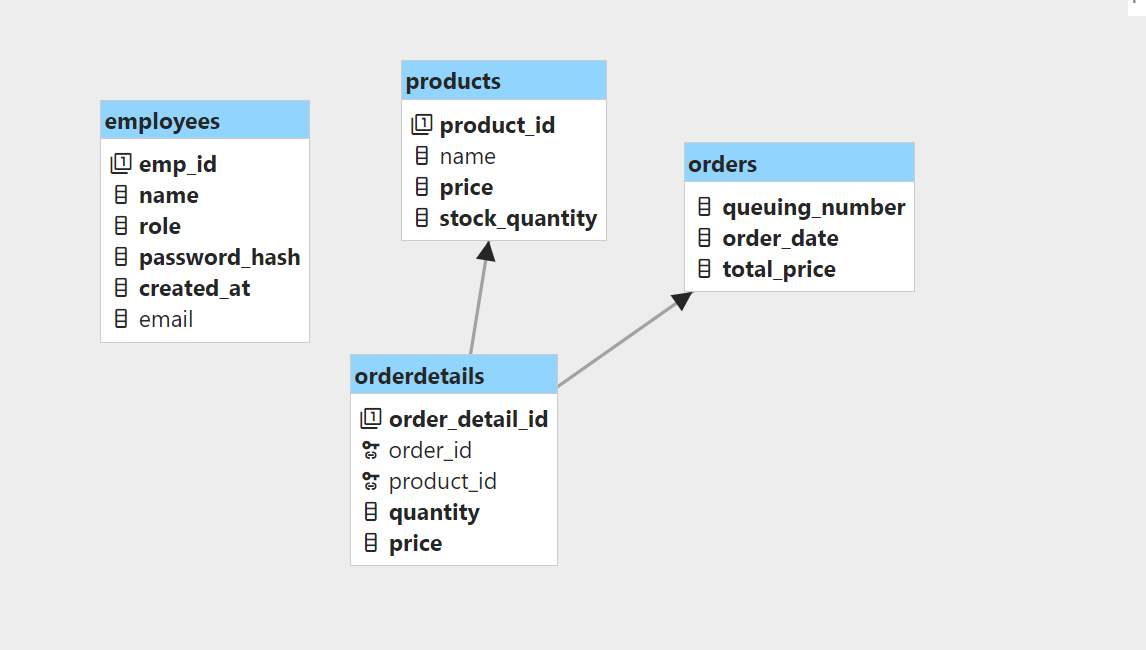 employees
emp_id
name
role
password_hash
created_at
email
products
product_id
name
price
stock_quantity
orders
queuing_number
order_date
total_price
orderdetails
order_detail_id
order_id
product_id
quantity
price